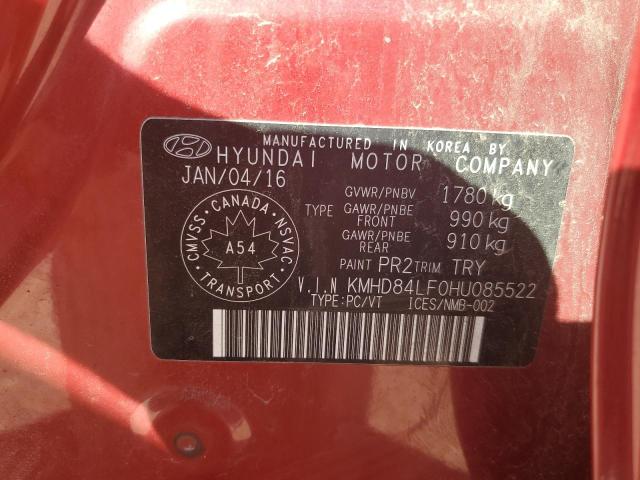 MANUFACTURED IN KOREA BY
HYUNDAI MOTOR COMPANY
JAN/04/16
GVWR/PNBV 1780 kg
TYPE GAWR/PNBE FRONT 990 kg
GAWR/PNBE REAR 910 kg
CMVSS · CANADA · NSVAC
A54
TRANSPORT
PAINT PR2 TRIM TRY
V.I.N KMHD84LF0HU085522
TYPE:PC/VT ICES/NMB-002